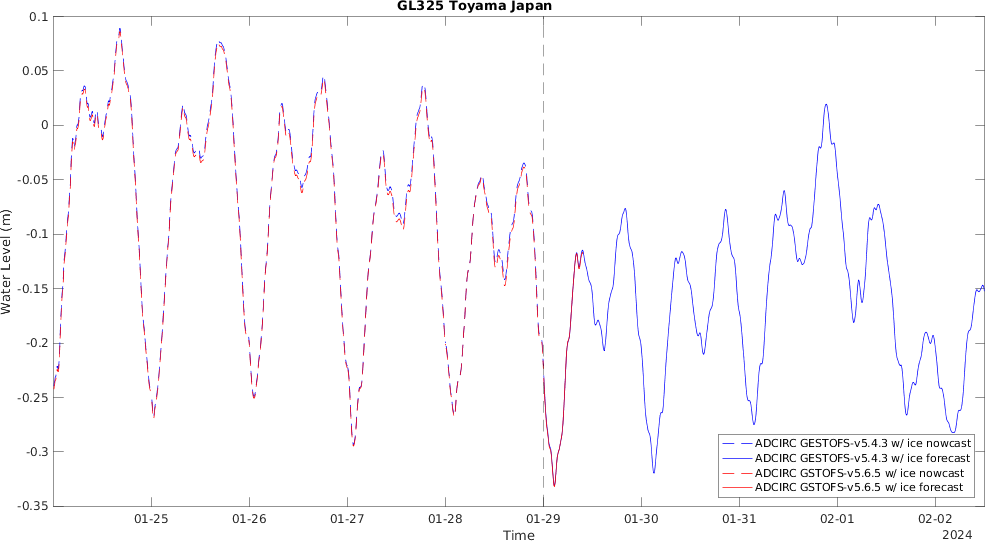 GL325 Toyama Japan
0.1
0.05
0
-0.05
-0.1
-0.15
-0.2
-0.25
-0.3
-0.35
Water Level (m)
01-25 01-26 01-27 01-28 01-29 01-30 01-31 02-01 02-02
Time
2024
ADCIRC GESTOFS-v5.4.3 w/ ice nowcast
ADCIRC GESTOFS-v5.4.3 w/ ice forecast
ADCIRC GSTOFS-v5.6.5 w/ ice nowcast
ADCIRC GSTOFS-v5.6.5 w/ ice forecast